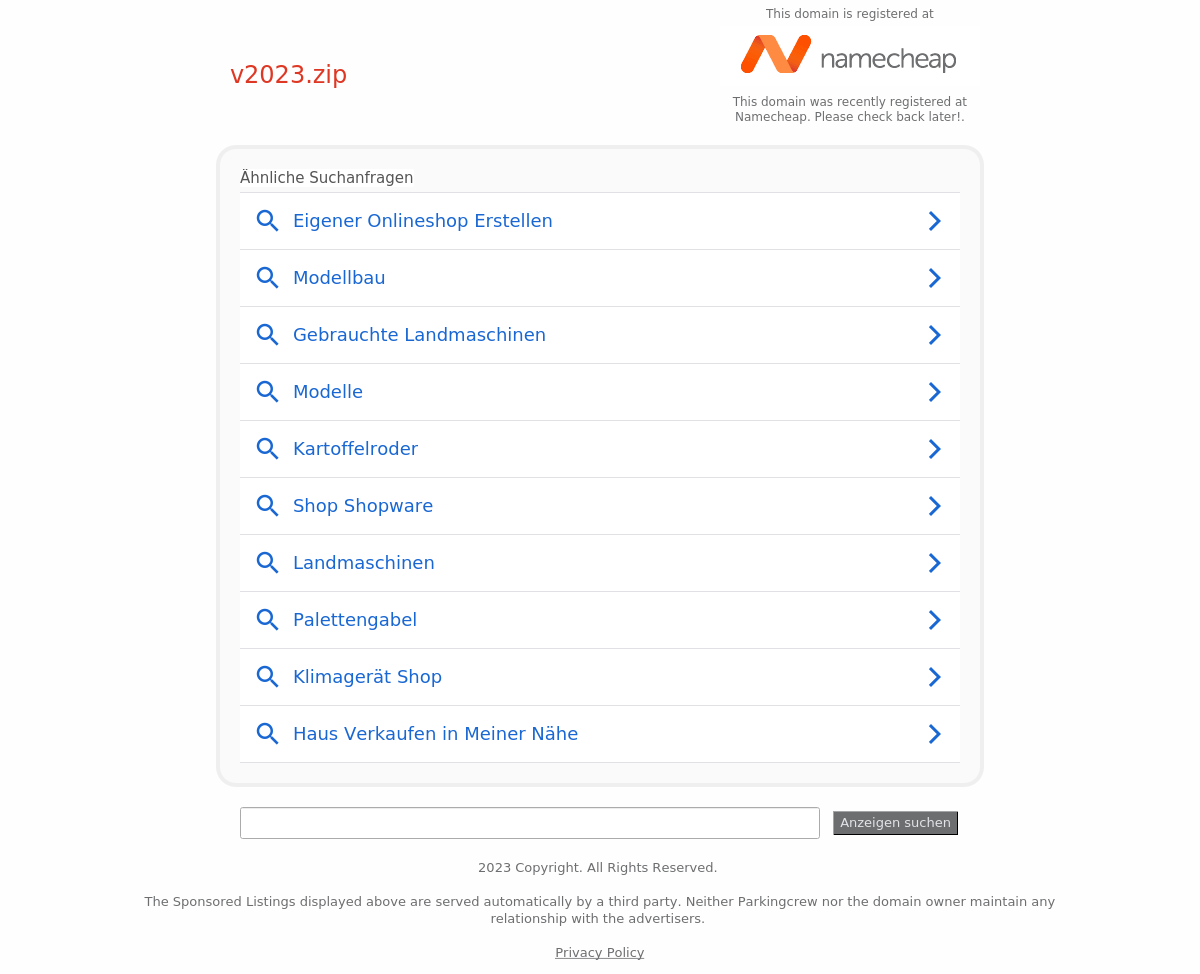 This domain is registered at
namecheap
v2023.zip
This domain was recently registered at
Namecheap. Please check back later!.
Ähnliche Suchanfragen
Eigener Onlineshop Erstellen
Modellbau
Gebrauchte Landmaschinen
Modelle
Kartoffelroder
Shop Shopware
Landmaschinen
Palettengabel
Klimagerät Shop
Haus Verkaufen in Meiner Nähe
Anzeigen suchen
2023 Copyright. All Rights Reserved.
The Sponsored Listings displayed above are served automatically by a third party. Neither Parkingcrew nor the domain owner maintain any
relationship with the advertisers.
Privacy Policy